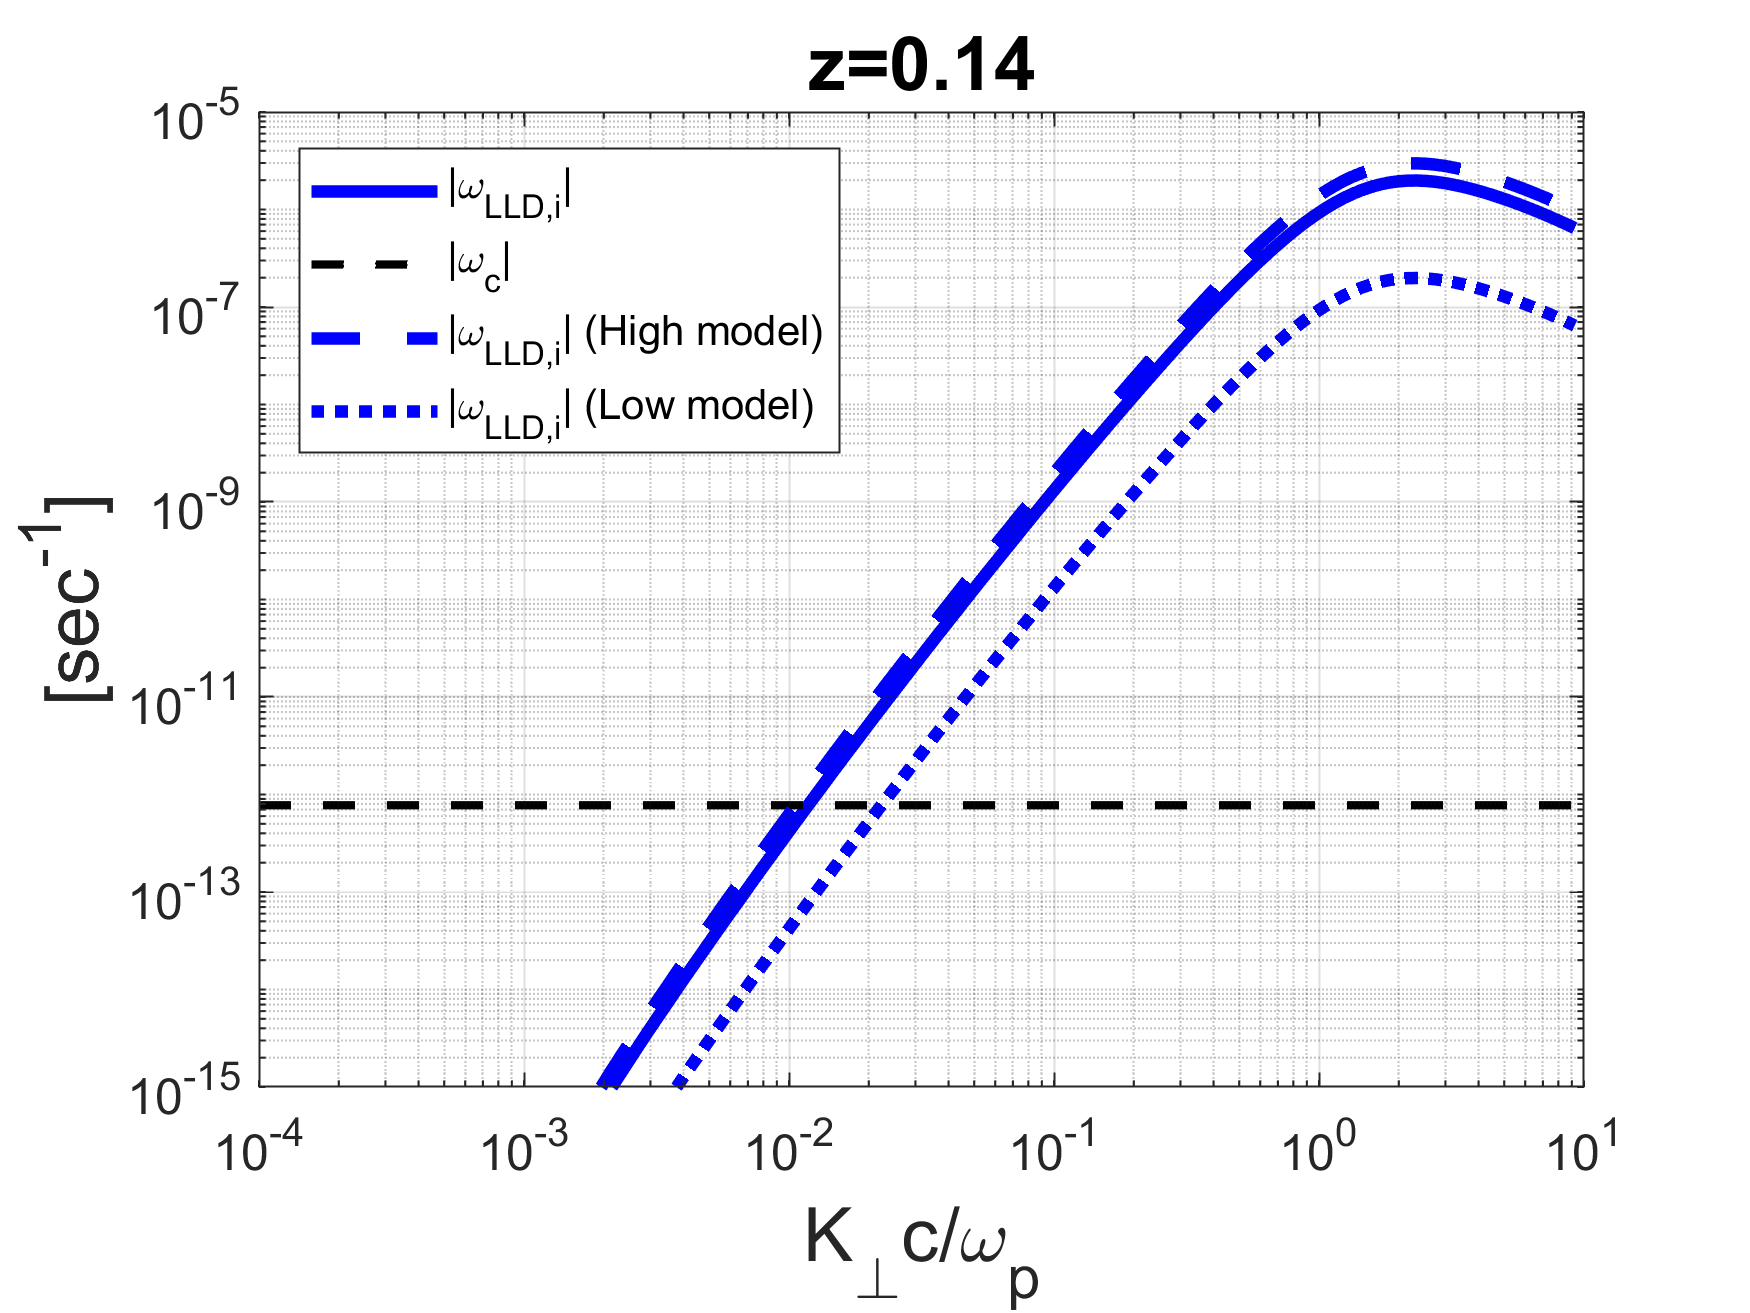 z=0.14
10^-5
10^-7
10^-9
10^-11
10^-13
10^-15
[sec^-1]
|ω_LLD,i|
|ω_c|
|ω_LLD,i| (High model)
|ω_LLD,i| (Low model)
10^-4 10^-3 10^-2 10^-1 10^0 10^1
K_⊥c/ω_p